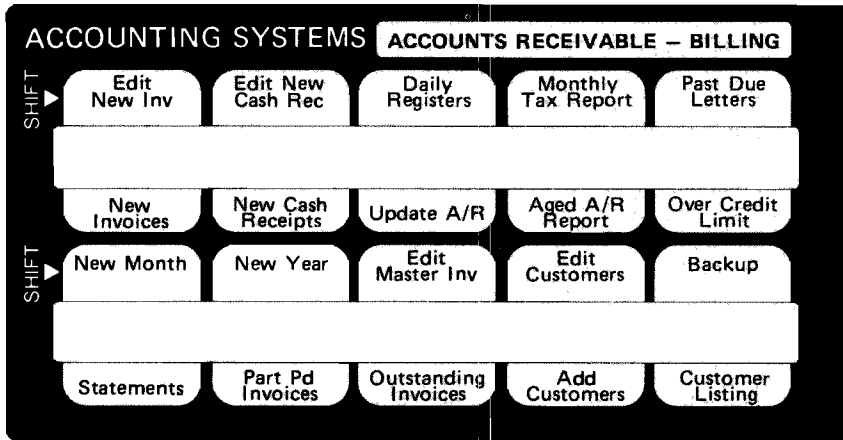 ACCOUNTING SYSTEMS ACCOUNTS RECEIVABLE – BILLING
SHIFT
Edit
New Inv
Edit New
Cash Rec
Daily
Registers
Monthly
Tax Report
Past Due
Letters
New
Invoices
New Cash
Receipts
Update A/R
Aged A/R
Report
Over Credit
Limit
SHIFT
New Month
New Year
Edit
Master Inv
Edit
Customers
Backup
Statements
Part Pd
Invoices
Outstanding
Invoices
Add
Customers
Customer
Listing